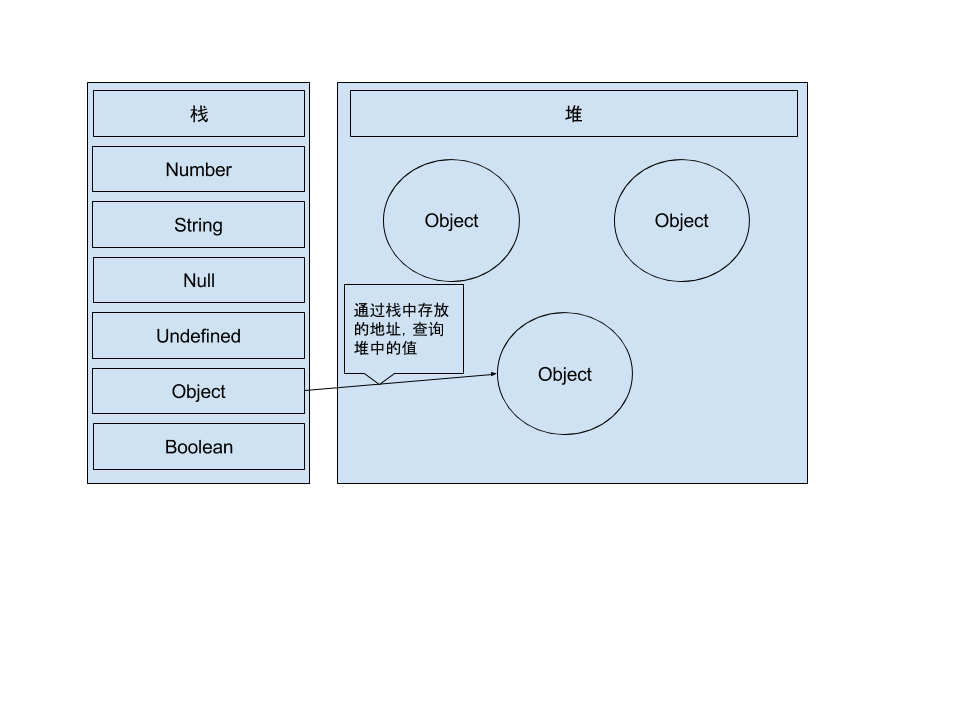 栈
Number
String
Null
Undefined
Object
Boolean
堆
Object
Object
通过栈中存放
的地址, 查询
堆中的值
Object